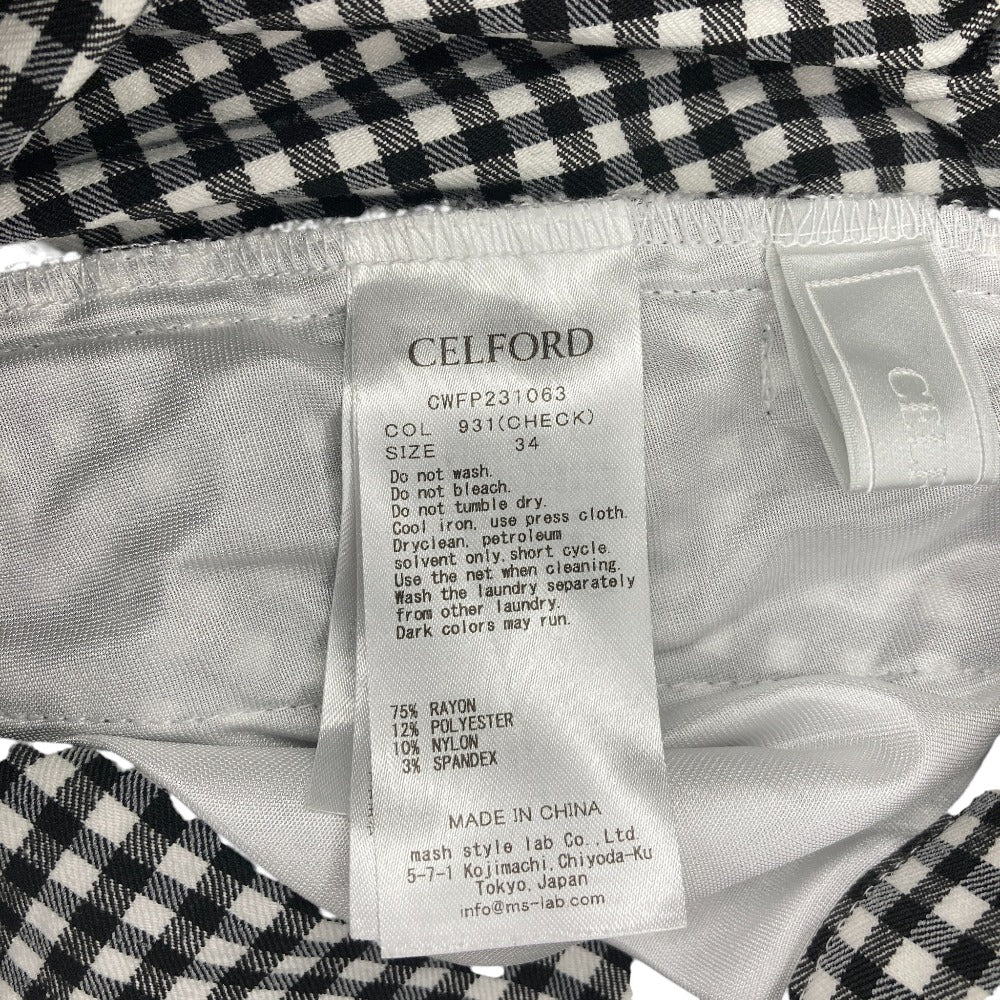 CELFORD
CWFP231063
COL 931(CHECK)
SIZE 34
Do not wash.
Do not bleach.
Do not tumble dry.
Cool iron, use press cloth.
Dryclean, petroleum
solvent only,short cycle.
Use the net when cleaning.
Wash the laundry separately
from other laundry.
Dark colors may run.
75% RAYON
12% POLYESTER
10% NYLON
3% SPANDEX
MADE IN CHINA
mash style lab Co.,Ltd.
5-7-1 Kojimachi,Chiyoda-Ku
Tokyo,Japan
info@ms-lab.com